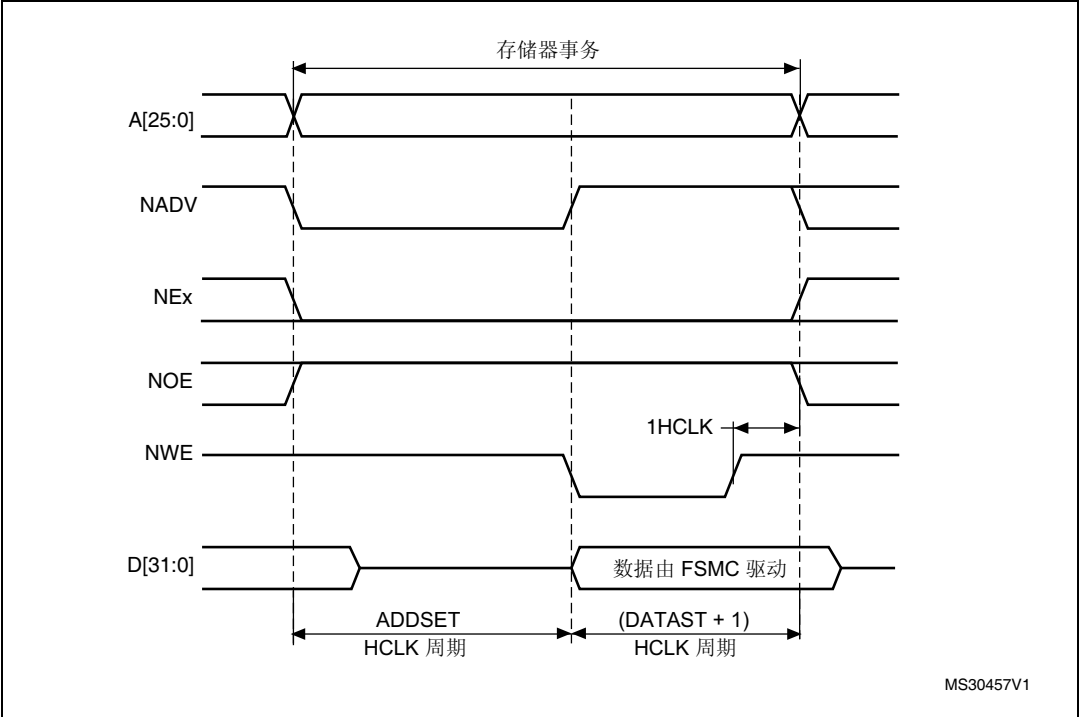 存储器事务
A[25:0]
NADV
NEx
NOE
1HCLK
NWE
D[31:0]
数据由 FSMC 驱动
ADDSET
HCLK 周期
(DATAST + 1)
HCLK 周期
MS30457V1